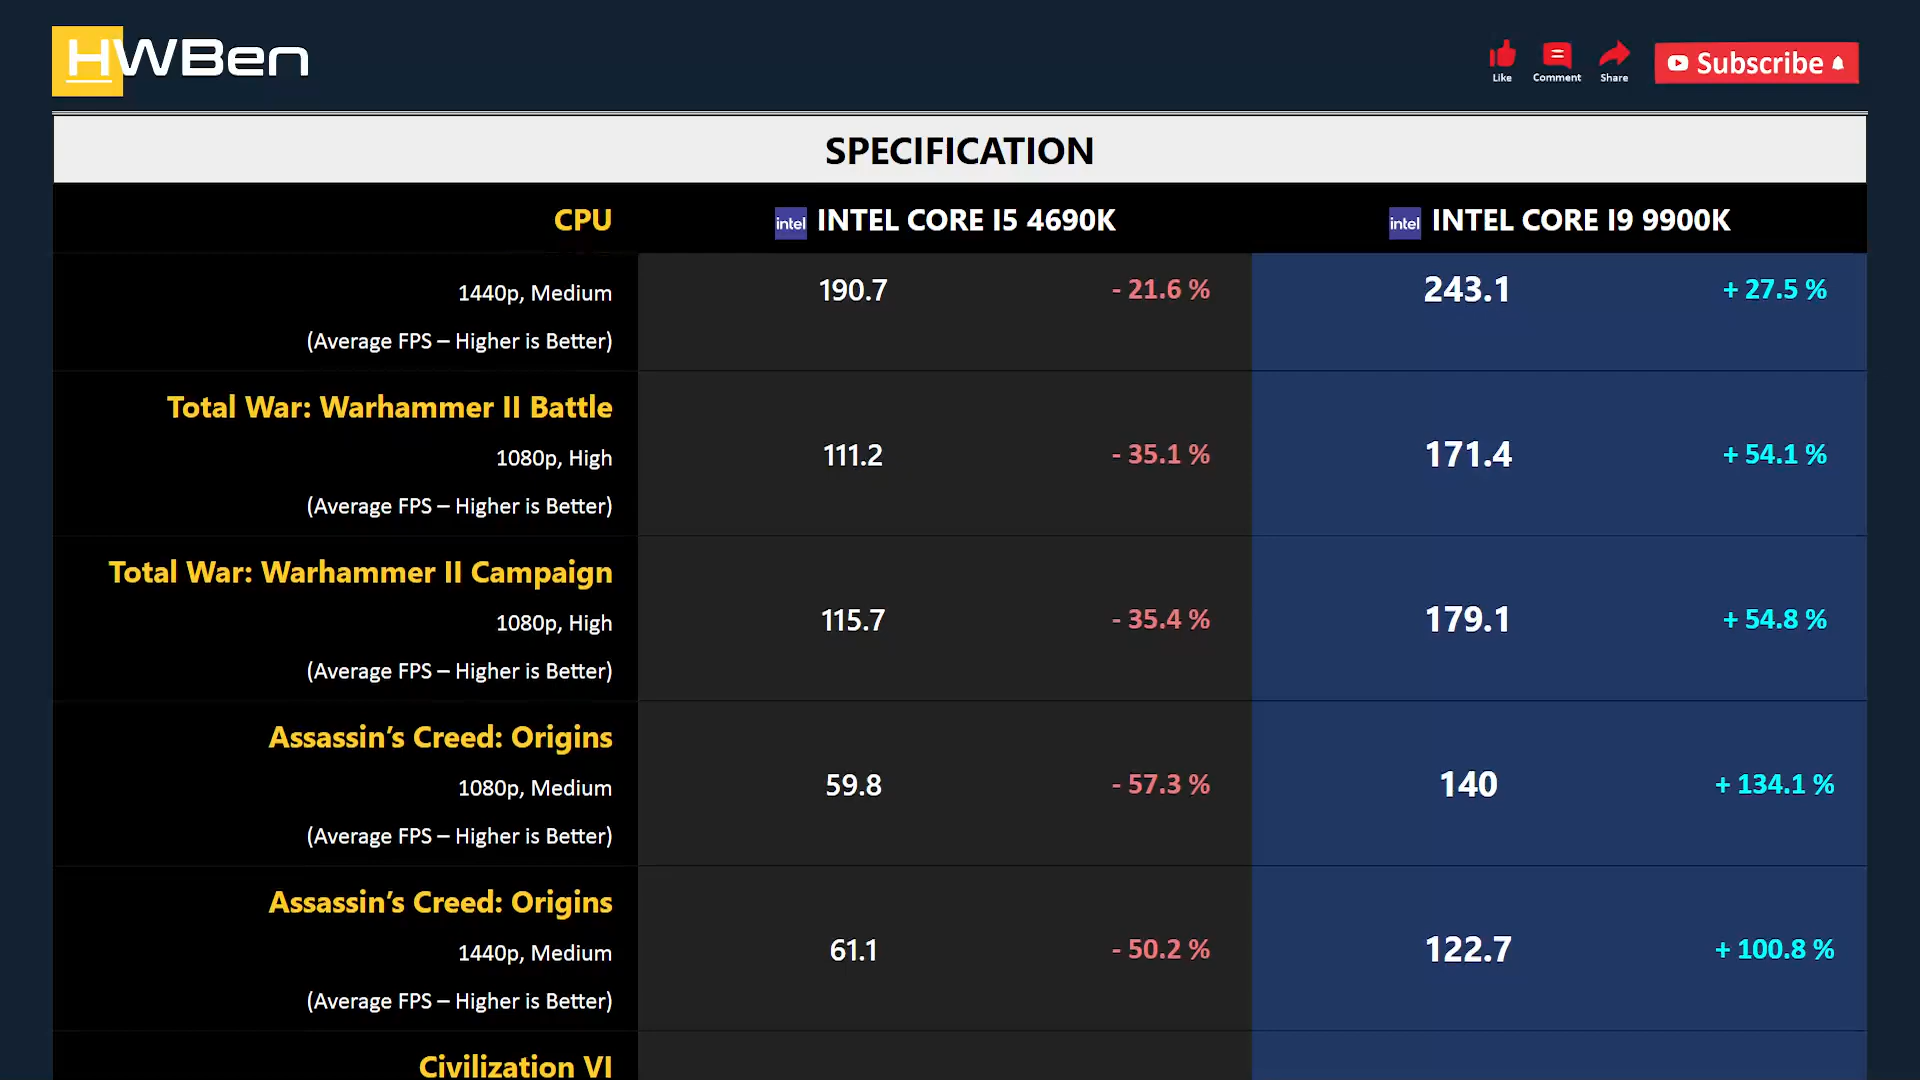 HWBen
Like Comment Share Subscribe
SPECIFICATION
CPU intel INTEL CORE I5 4690K intel INTEL CORE I9 9900K
1440p, Medium 190.7 - 21.6 % 243.1 + 27.5 %
(Average FPS – Higher is Better)
Total War: Warhammer II Battle
1080p, High 111.2 - 35.1 % 171.4 + 54.1 %
(Average FPS – Higher is Better)
Total War: Warhammer II Campaign
1080p, High 115.7 - 35.4 % 179.1 + 54.8 %
(Average FPS – Higher is Better)
Assassin’s Creed: Origins
1080p, Medium 59.8 - 57.3 % 140 + 134.1 %
(Average FPS – Higher is Better)
Assassin’s Creed: Origins
1440p, Medium 61.1 - 50.2 % 122.7 + 100.8 %
(Average FPS – Higher is Better)
Civilization VI